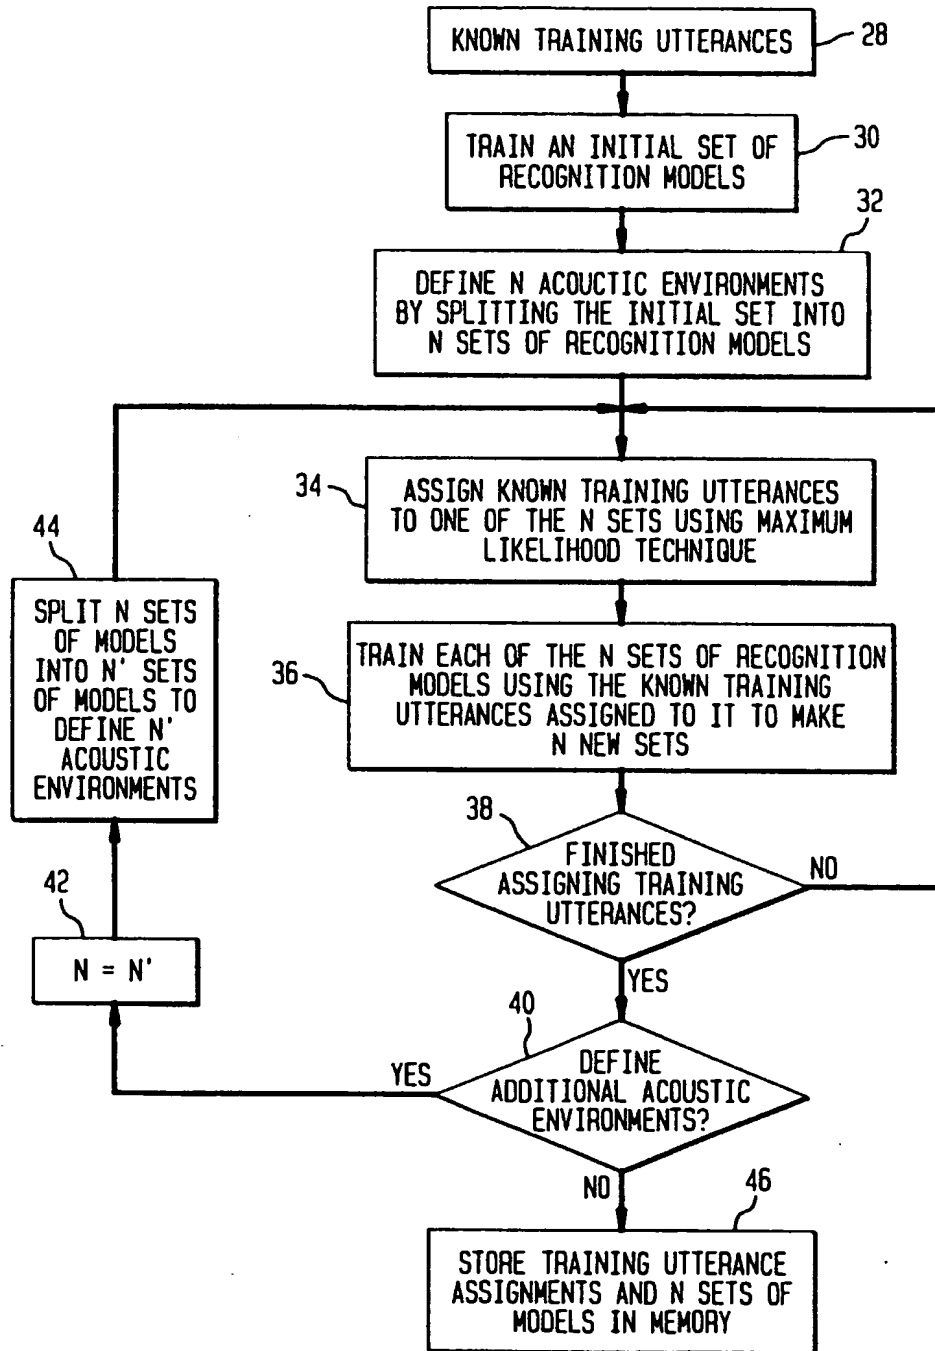 KNOWN TRAINING UTTERANCES
28
TRAIN AN INITIAL SET OF
RECOGNITION MODELS
30
32
DEFINE N ACOUCTIC ENVIRONMENTS
BY SPLITTING THE INITIAL SET INTO
N SETS OF RECOGNITION MODELS
34
ASSIGN KNOWN TRAINING UTTERANCES
TO ONE OF THE N SETS USING MAXIMUM
LIKELIHOOD TECHNIQUE
44
SPLIT N SETS
OF MODELS
INTO N' SETS
OF MODELS TO
DEFINE N'
ACOUSTIC
ENVIRONMENTS
36
TRAIN EACH OF THE N SETS OF RECOGNITION
MODELS USING THE KNOWN TRAINING
UTTERANCES ASSIGNED TO IT TO MAKE
N NEW SETS
38
FINISHED
ASSIGNING TRAINING
UTTERANCES?
NO
42
N = N'
YES
40
DEFINE
ADDITIONAL ACOUSTIC
ENVIRONMENTS?
YES
NO
46
STORE TRAINING UTTERANCE
ASSIGNMENTS AND N SETS OF
MODELS IN MEMORY